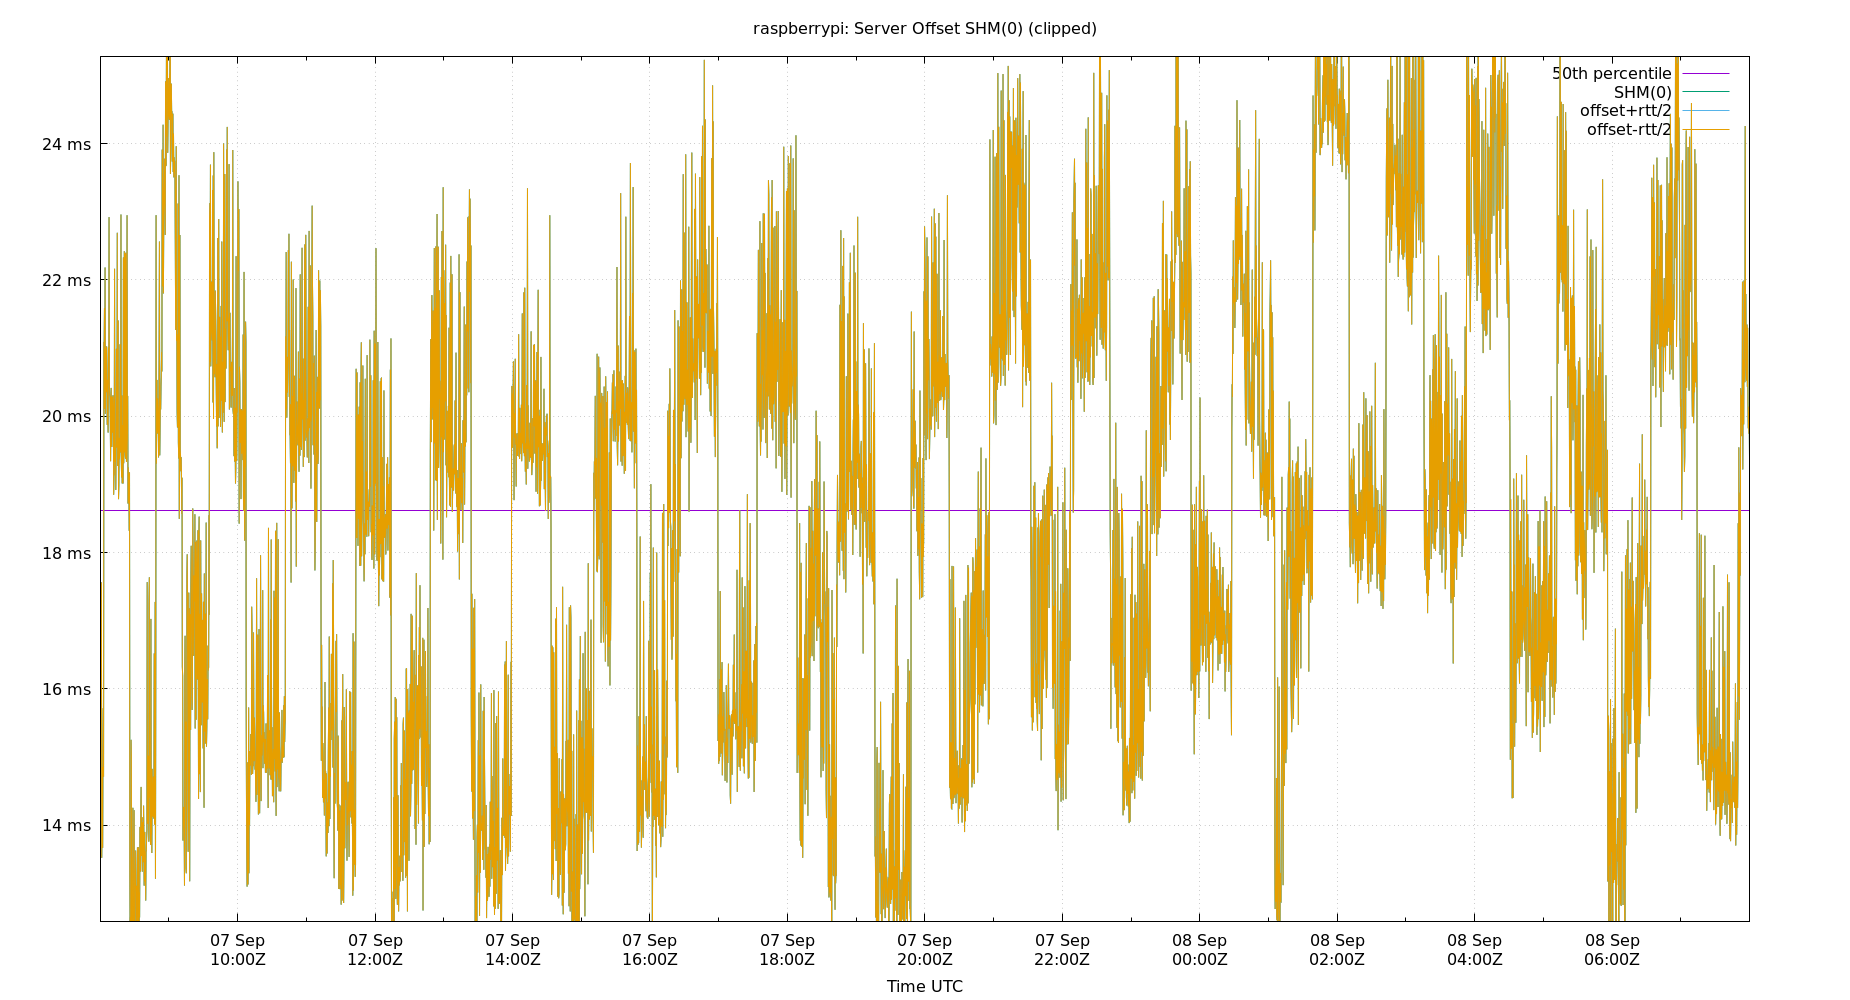 raspberrypi: Server Offset SHM(0) (clipped)
50th percentile
SHM(0)
offset+rtt/2
offset-rtt/2
24 ms
22 ms
20 ms
18 ms
16 ms
14 ms
07 Sep 07 Sep 07 Sep 07 Sep 07 Sep 07 Sep 07 Sep 08 Sep 08 Sep 08 Sep 08 Sep
10:00Z 12:00Z 14:00Z 16:00Z 18:00Z 20:00Z 22:00Z 00:00Z 02:00Z 04:00Z 06:00Z
Time UTC